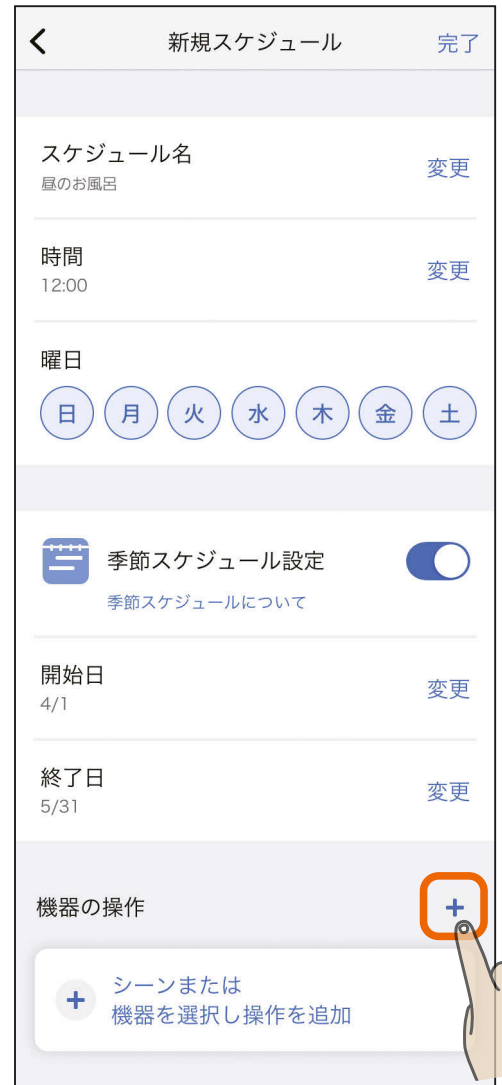 新規スケジュール 完了
スケジュール名
昼のお風呂
変更
時間
12:00
変更
曜日
日 月 火 水 木 金 土
季節スケジュール設定
季節スケジュールについて
開始日
4/1
変更
終了日
5/31
変更
機器の操作 +
+ シーンまたは
機器を選択し操作を追加